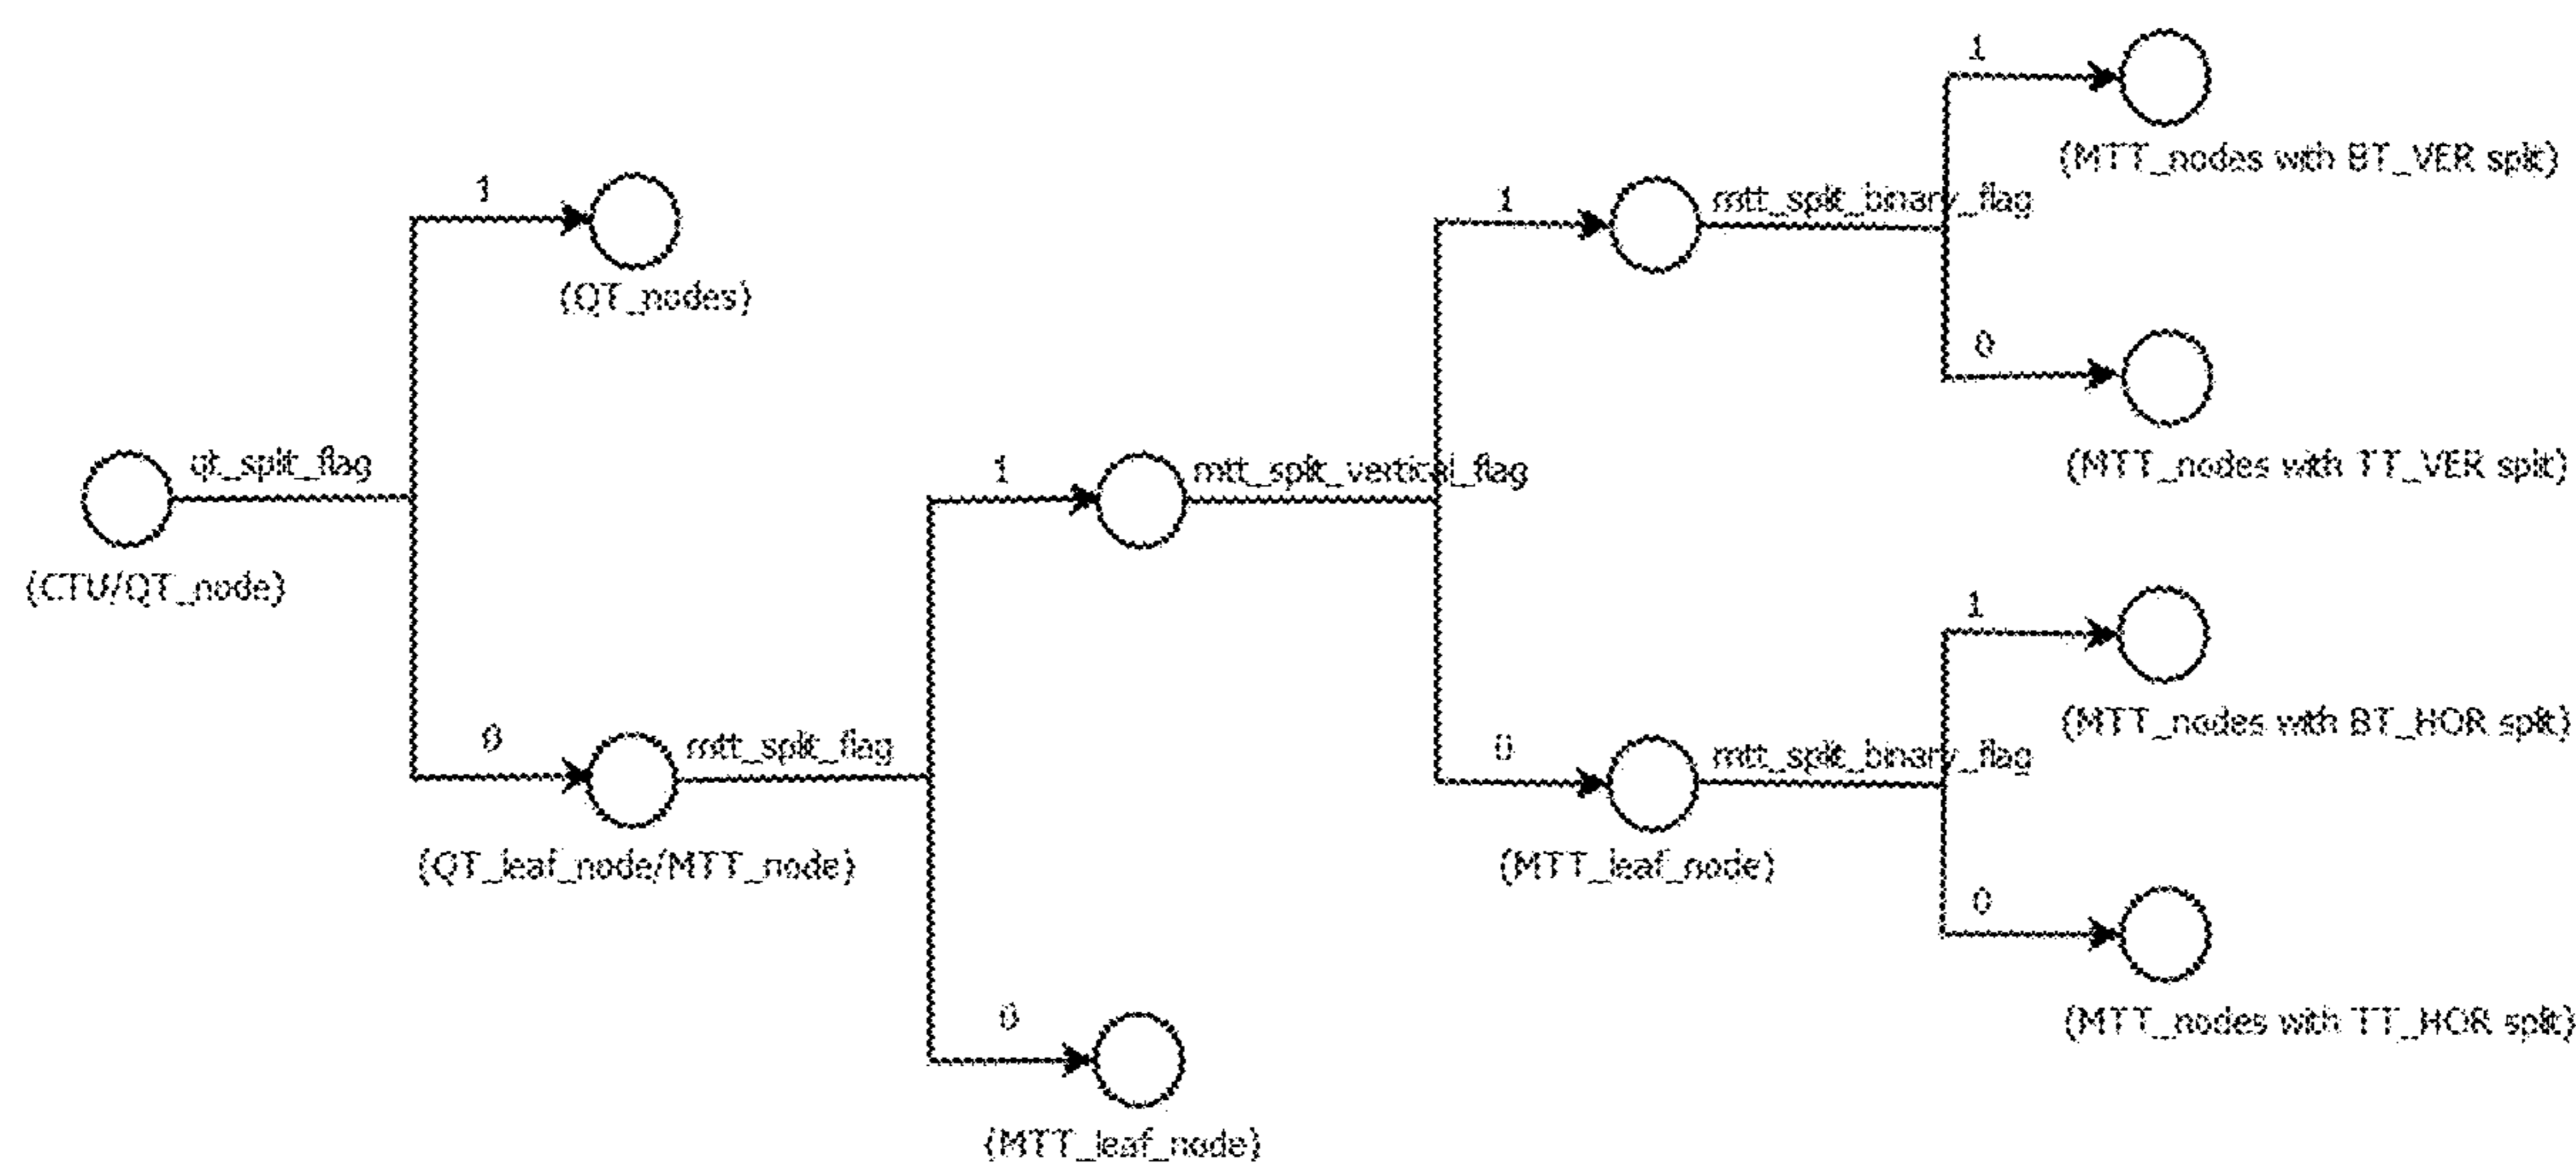 1
{MTT_nodes with BT_VER split}
1
{QT_nodes}
1
mtt_split_binary_flag
0
{MTT_nodes with TT_VER split}
qt_split_flag
{CTU/QT_node}
1
mtt_split_vertical_flag
1
{MTT_nodes with BT_HOR split}
0
{QT_leaf_node/MTT_node}
mtt_split_flag
0
{MTT_leaf_node}
mtt_split_binary_flag
0
{MTT_nodes with TT_HOR split}
0
{MTT_leaf_node}